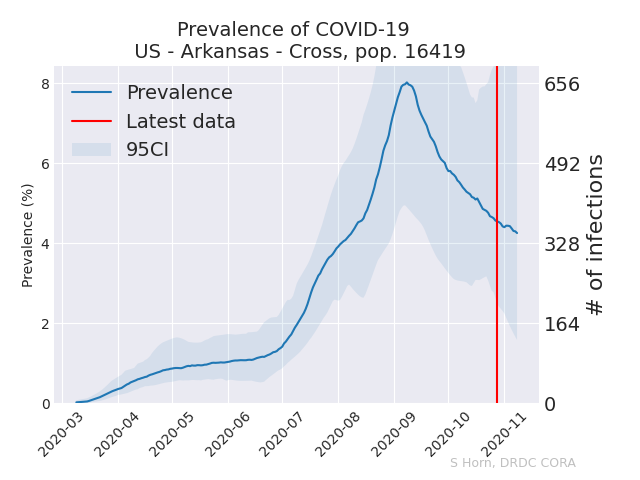 Prevalence of COVID-19
US - Arkansas - Cross, pop. 16419
Prevalence
Latest data
95CI
Prevalence (%)
8
6
4
2
0
656
492
328
164
0
# of infections
2020-03
2020-04
2020-05
2020-06
2020-07
2020-08
2020-09
2020-10
2020-11
S Horn, DRDC CORA